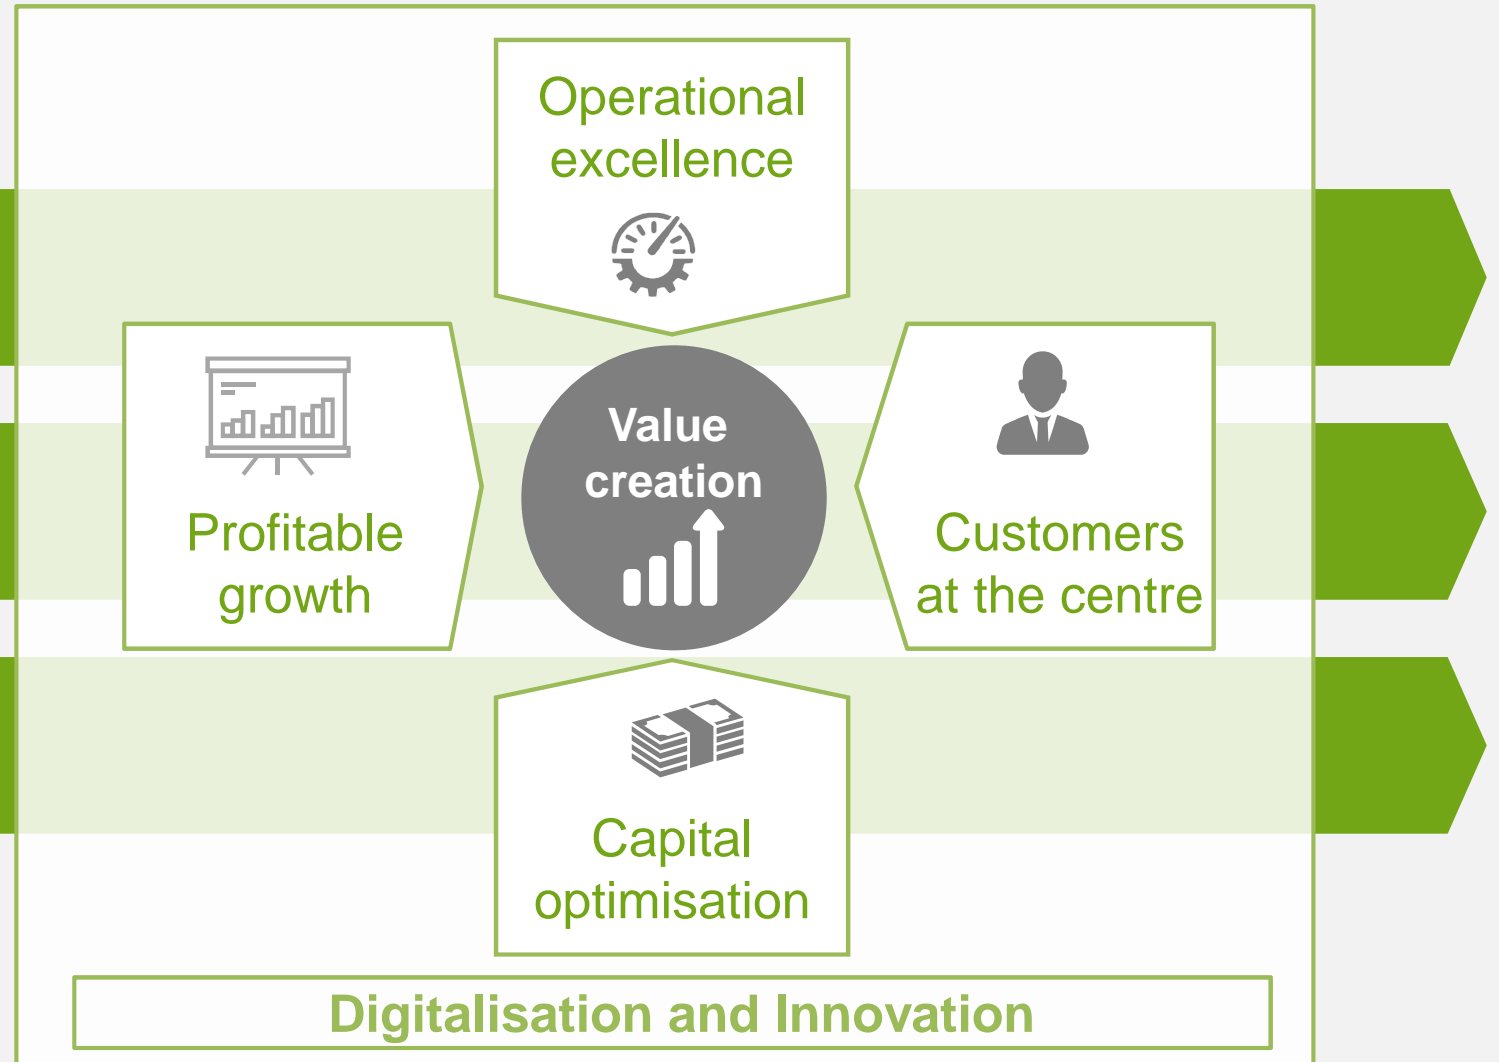 Operational
excellence
Value
creation
Profitable
growth
Customers
at the centre
Capital
optimisation
Digitalisation and Innovation